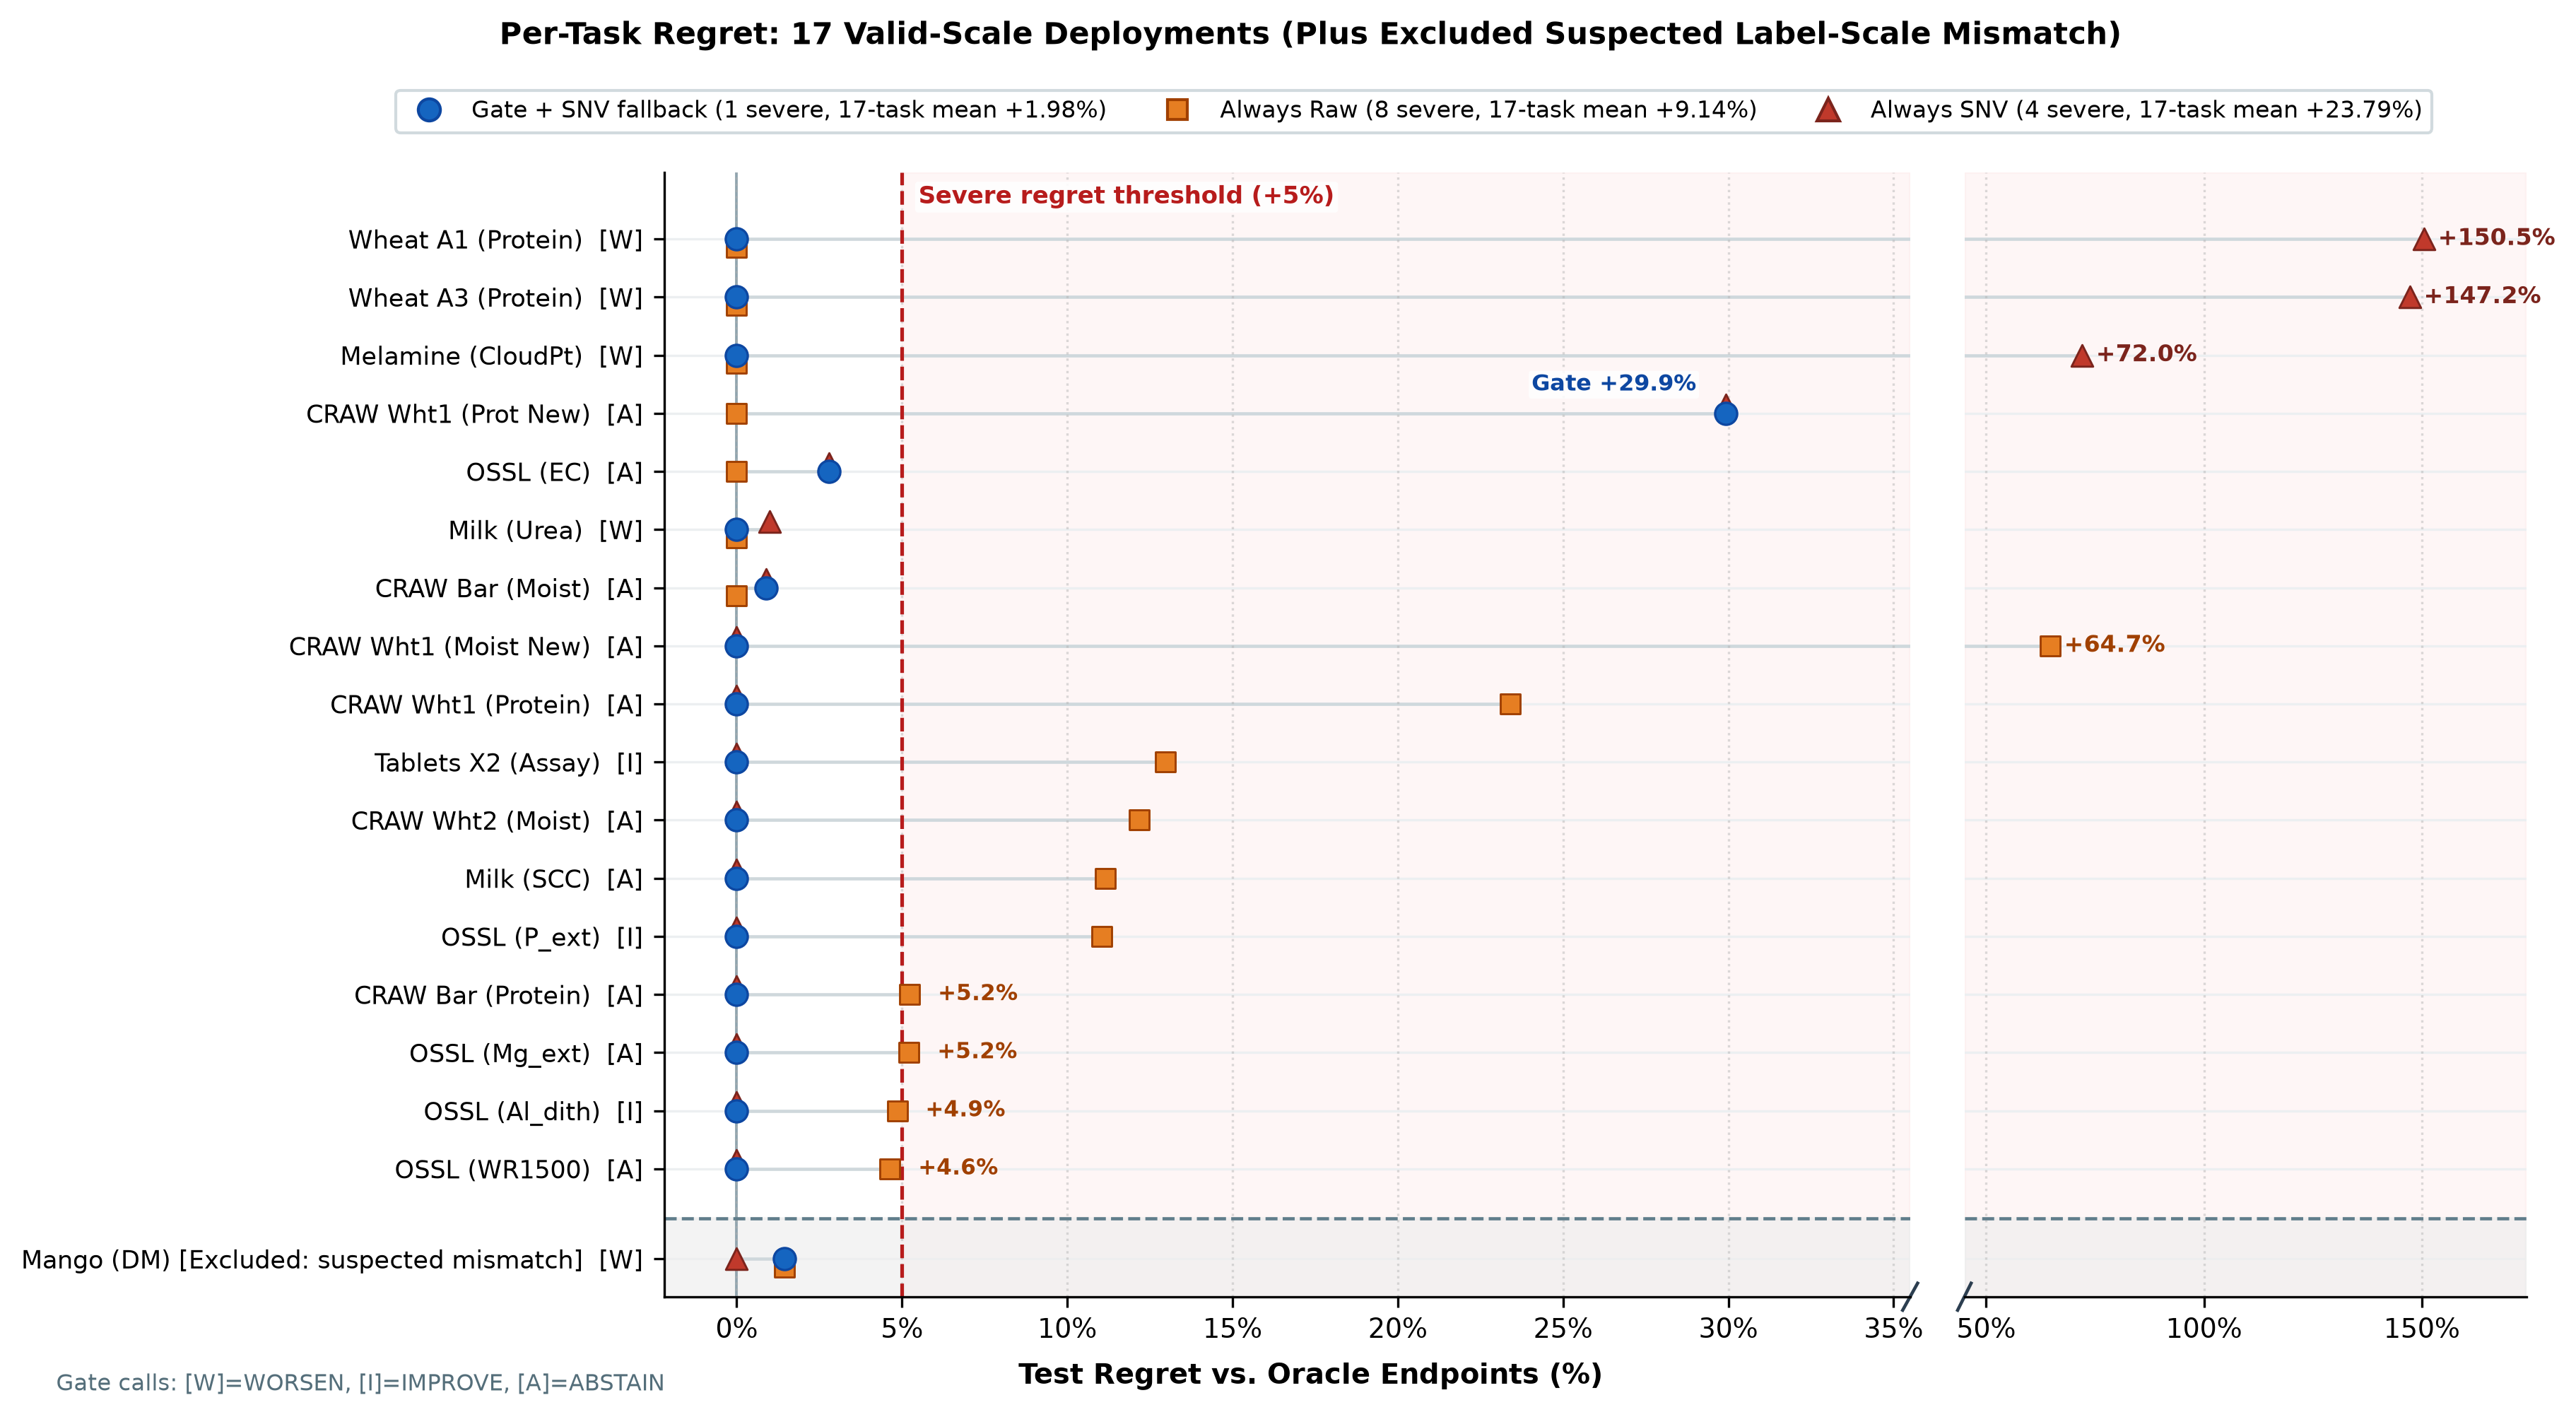 Per-Task Regret: 17 Valid-Scale Deployments (Plus Excluded Suspected Label-Scale Mismatch)
Gate + SNV fallback (1 severe, 17-task mean +1.98%)
Always Raw (8 severe, 17-task mean +9.14%)
Always SNV (4 severe, 17-task mean +23.79%)
Severe regret threshold (+5%)
Wheat A1 (Protein) [W]
+150.5%
Wheat A3 (Protein) [W]
+147.2%
Melamine (CloudPt) [W]
+72.0%
Gate +29.9%
CRAW Wht1 (Prot New) [A]
OSSL (EC) [A]
Milk (Urea) [W]
CRAW Bar (Moist) [A]
CRAW Wht1 (Moist New) [A]
+64.7%
CRAW Wht1 (Protein) [A]
Tablets X2 (Assay) [I]
CRAW Wht2 (Moist) [A]
Milk (SCC) [A]
OSSL (P_ext) [I]
CRAW Bar (Protein) [A]
+5.2%
OSSL (Mg_ext) [A]
+5.2%
OSSL (Al_dith) [I]
+4.9%
OSSL (WR1500) [A]
+4.6%
Mango (DM) [Excluded: suspected mismatch] [W]
0% 5% 10% 15% 20% 25% 30% 35% 50% 100% 150%
Test Regret vs. Oracle Endpoints (%)
Gate calls: [W]=WORSEN, [I]=IMPROVE, [A]=ABSTAIN